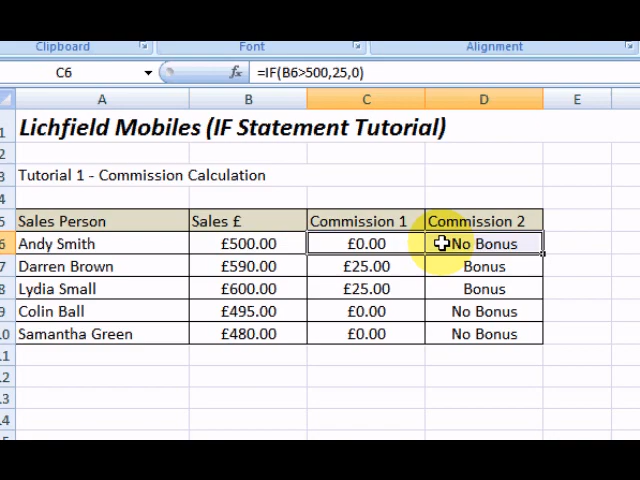 Clipboard Font Alignment
C6 fx =IF(B6>500,25,0)
A B C D E
1 Lichfield Mobiles (IF Statement Tutorial)
2
3 Tutorial 1 - Commission Calculation
4
5 Sales Person Sales £ Commission 1 Commission 2
6 Andy Smith £500.00 £0.00 No Bonus
7 Darren Brown £590.00 £25.00 Bonus
8 Lydia Small £600.00 £25.00 Bonus
9 Colin Ball £495.00 £0.00 No Bonus
10 Samantha Green £480.00 £0.00 No Bonus
11
12
13
14
15